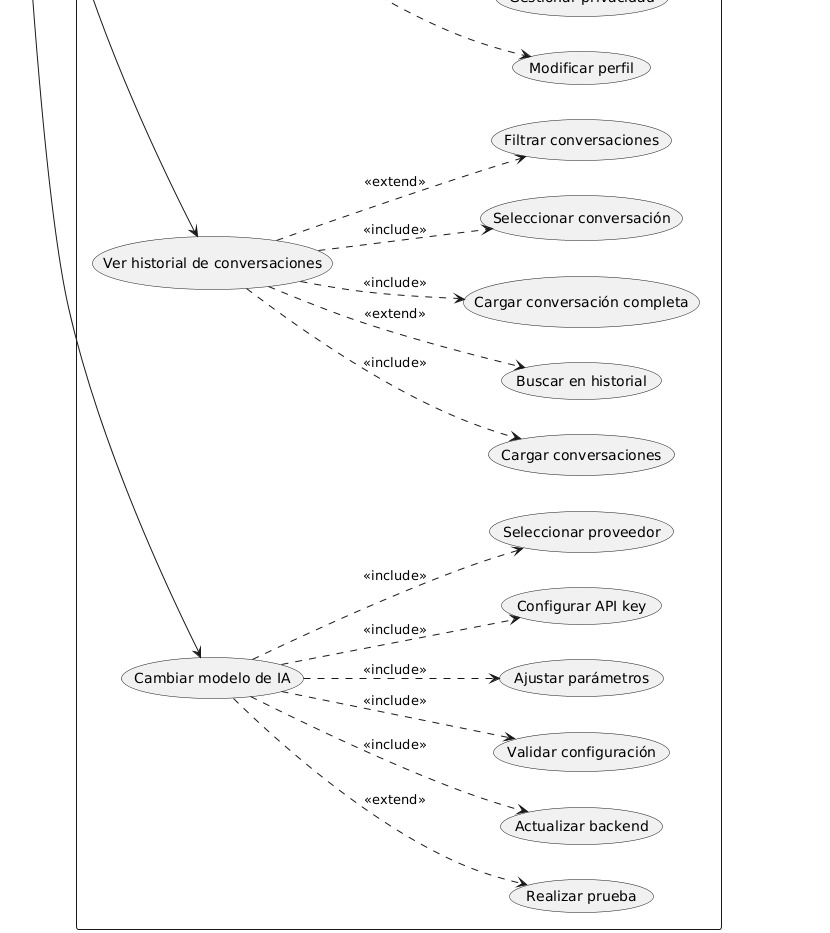 Gestionar privacidad
Modificar perfil
Filtrar conversaciones
«extend»
Seleccionar conversación
«include»
Ver historial de conversaciones
«include»
Cargar conversación completa
«extend»
«include»
Buscar en historial
Cargar conversaciones
Seleccionar proveedor
«include»
Configurar API key
«include»
Cambiar modelo de IA
«include»
Ajustar parámetros
«include»
«include»
Validar configuración
«extend»
Actualizar backend
Realizar prueba